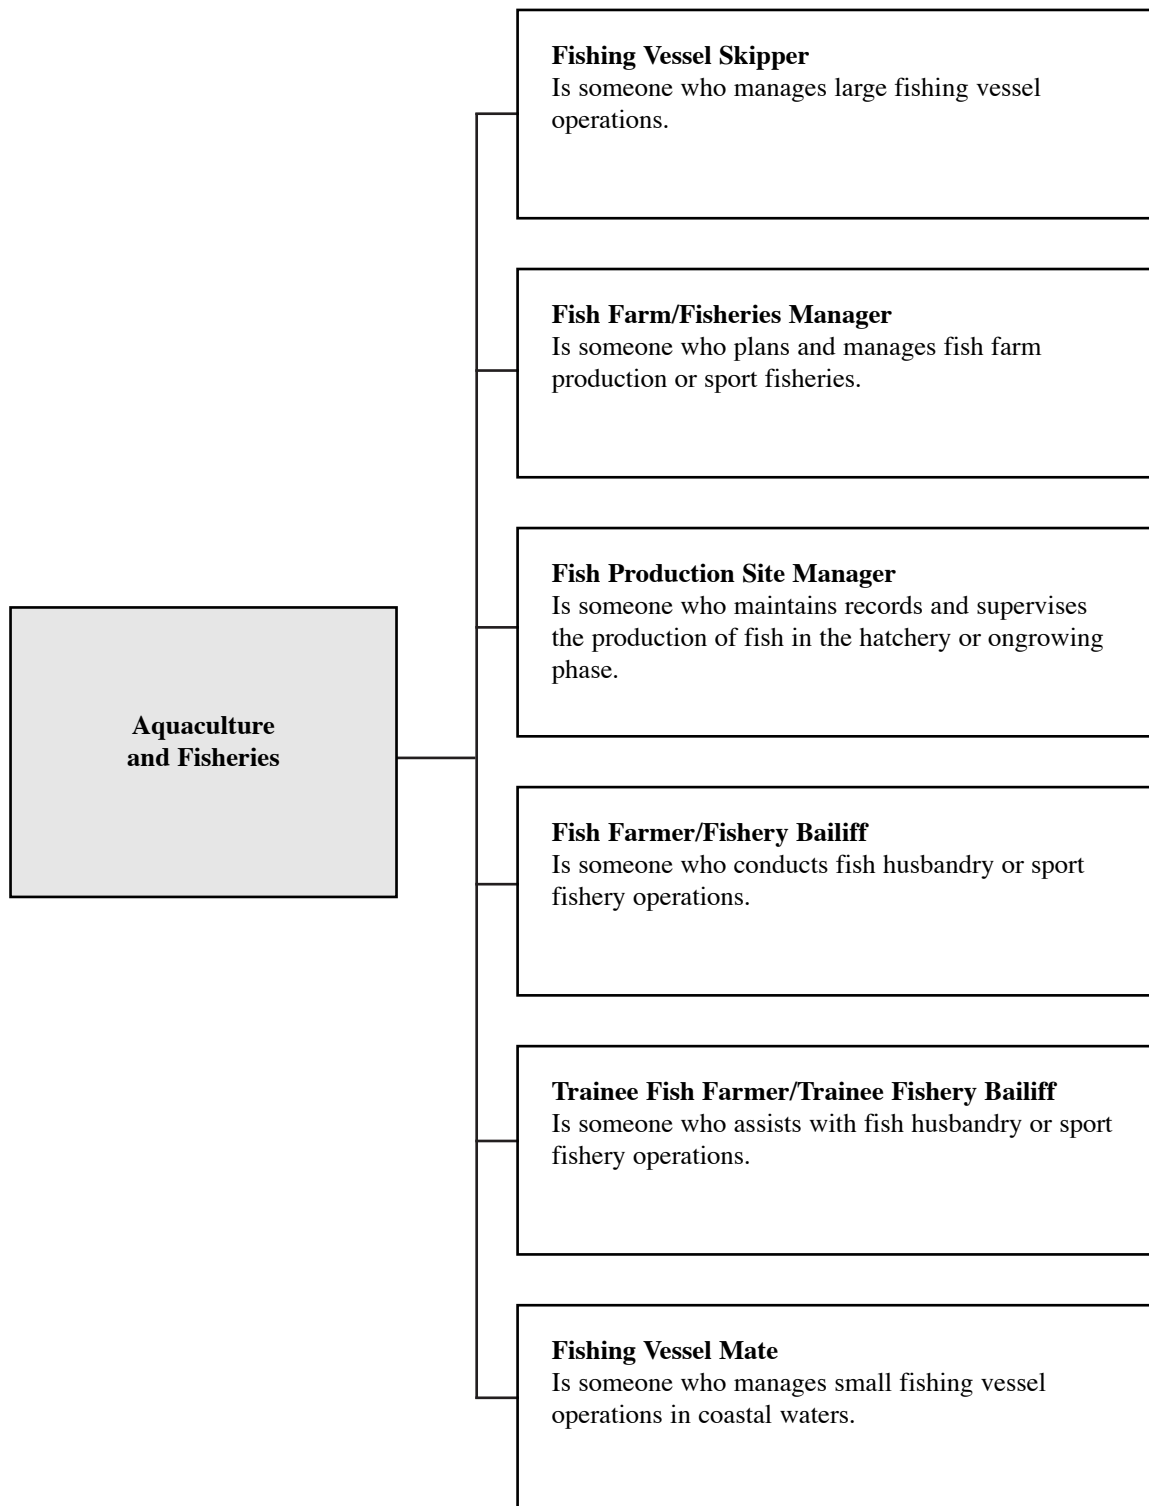 Fishing Vessel Skipper
Is someone who manages large fishing vessel
operations.
Fish Farm/Fisheries Manager
Is someone who plans and manages fish farm
production or sport fisheries.
Fish Production Site Manager
Is someone who maintains records and supervises
the production of fish in the hatchery or ongrowing
phase.
Aquaculture
and Fisheries
Fish Farmer/Fishery Bailiff
Is someone who conducts fish husbandry or sport
fishery operations.
Trainee Fish Farmer/Trainee Fishery Bailiff
Is someone who assists with fish husbandry or sport
fishery operations.
Fishing Vessel Mate
Is someone who manages small fishing vessel
operations in coastal waters.